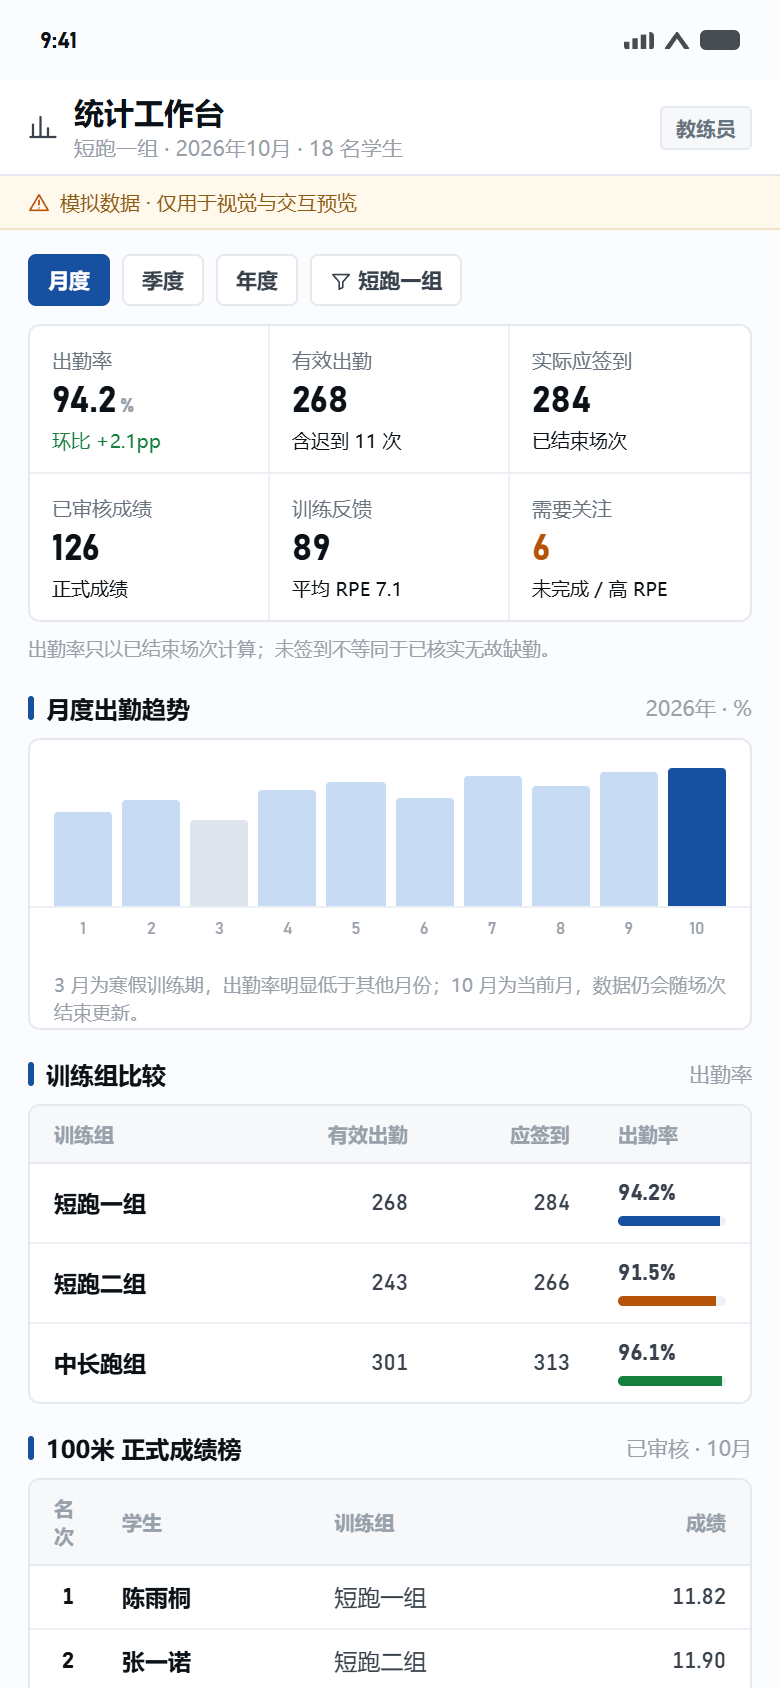 9:41
统计工作台
短跑一组 · 2026年10月 · 18 名学生
教练员
模拟数据 · 仅用于视觉与交互预览
月度 季度 年度 短跑一组
出勤率 有效出勤 实际应签到
94.2% 268 284
环比 +2.1pp 含迟到 11 次 已结束场次
已审核成绩 训练反馈 需要关注
126 89 6
正式成绩 平均 RPE 7.1 未完成 / 高 RPE
出勤率只以已结束场次计算；未签到不等同于已核实无故缺勤。
月度出勤趋势 2026年 · %
1 2 3 4 5 6 7 8 9 10
3 月为寒假训练期，出勤率明显低于其他月份；10 月为当前月，数据仍会随场次
结束更新。
训练组比较 出勤率
训练组 有效出勤 应签到 出勤率
短跑一组 268 284 94.2%
短跑二组 243 266 91.5%
中长跑组 301 313 96.1%
100米 正式成绩榜 已审核 · 10月
名次 学生 训练组 成绩
1 陈雨桐 短跑一组 11.82
2 张一诺 短跑二组 11.90